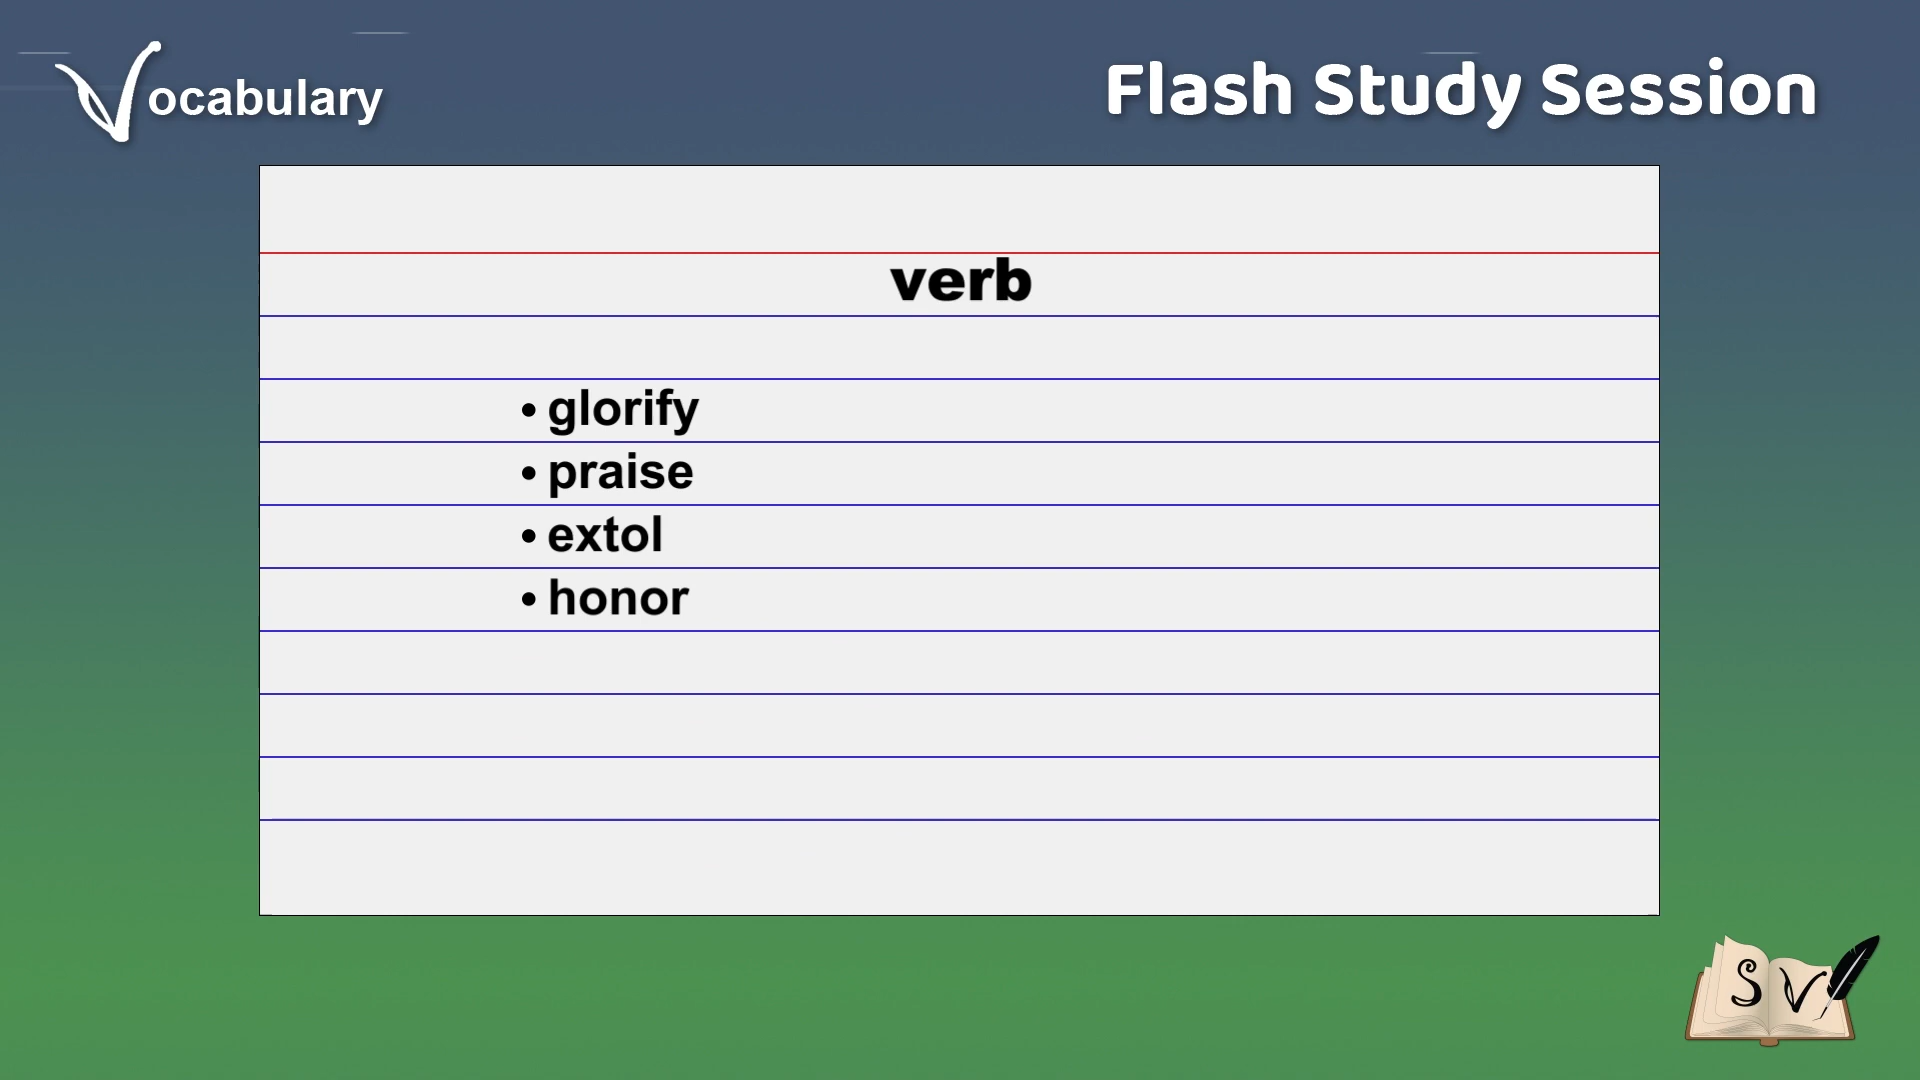 Vocabulary
Flash Study Session
verb
• glorify
• praise
• extol
• honor
S V